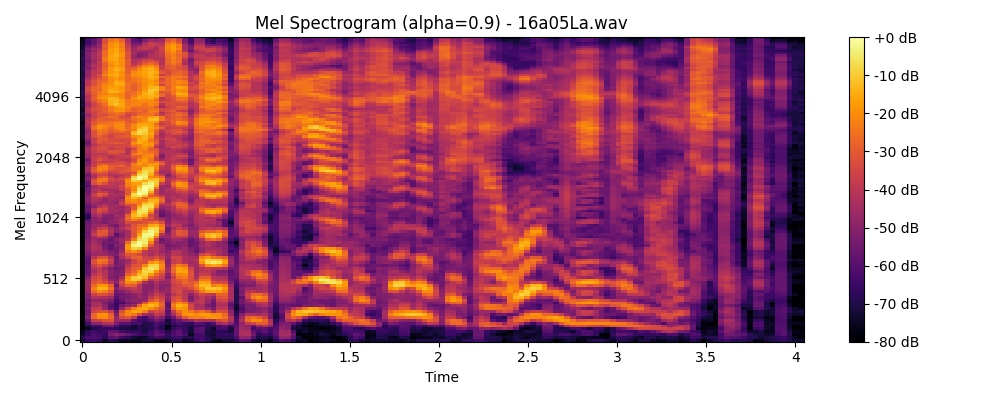 Mel Spectrogram (alpha=0.9) - 16a05La.wav
Mel Frequency
4096
2048
1024
512
0
0
0.5
1
1.5
2
2.5
3
3.5
4
Time
+0 dB
-10 dB
-20 dB
-30 dB
-40 dB
-50 dB
-60 dB
-70 dB
-80 dB